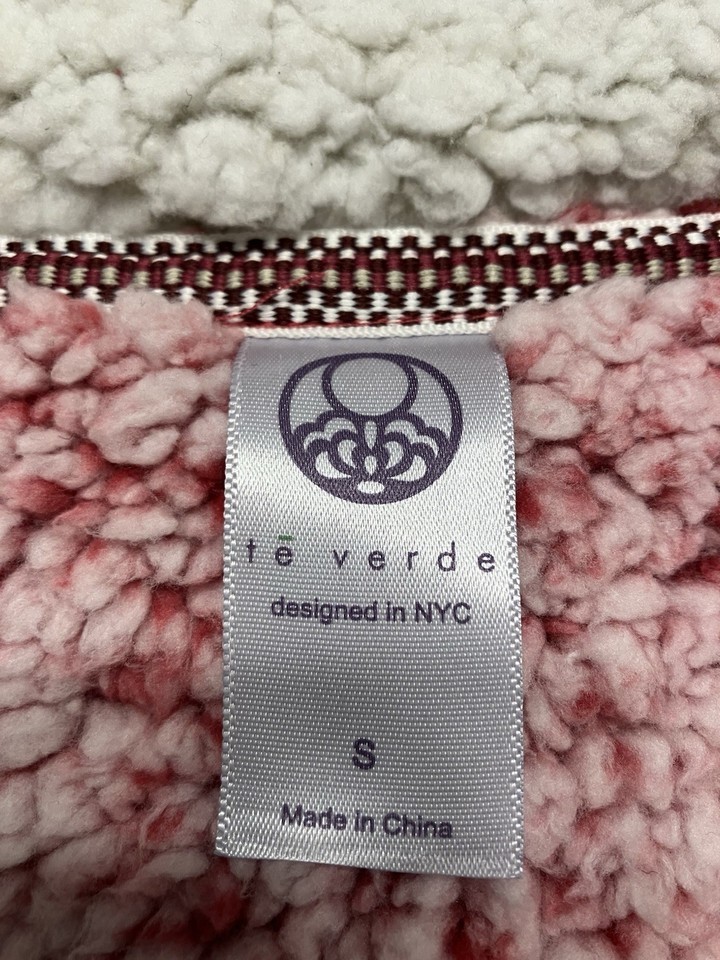 tē verde
designed in NYC
S
Made in China